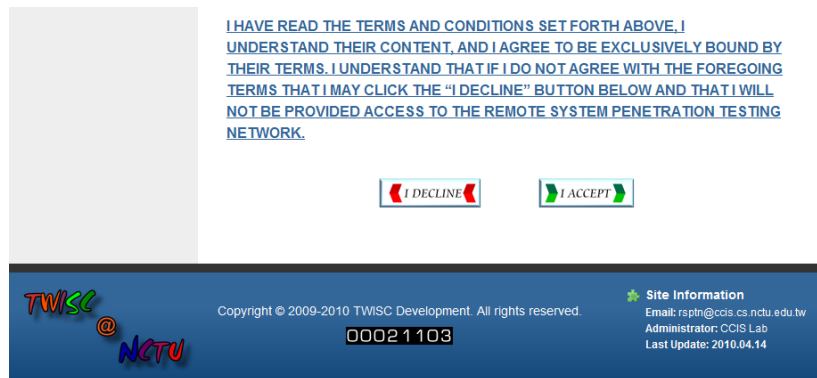 I HAVE READ THE TERMS AND CONDITIONS SET FORTH ABOVE, I
UNDERSTAND THEIR CONTENT, AND I AGREE TO BE EXCLUSIVELY BOUND BY
THEIR TERMS. I UNDERSTAND THAT IF I DO NOT AGREE WITH THE FOREGOING
TERMS THAT I MAY CLICK THE “I DECLINE” BUTTON BELOW AND THAT I WILL
NOT BE PROVIDED ACCESS TO THE REMOTE SYSTEM PENETRATION TESTING
NETWORK.
I DECLINE
I ACCEPT
TWISC
@
NCTU
Copyright © 2009-2010 TWISC Development. All rights reserved.
00021103
Site Information
Email: rsptn@ccis.cs.nctu.edu.tw
Administrator: CCIS Lab
Last Update: 2010.04.14